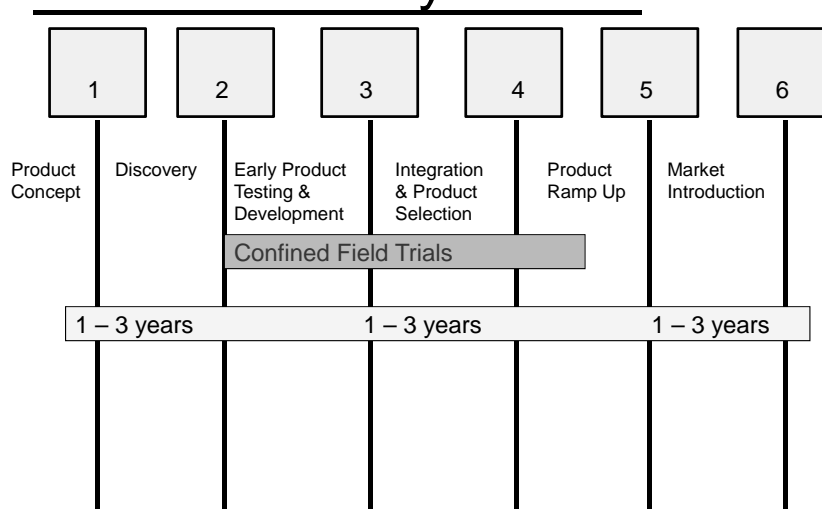 1
2
3
4
5
6
Product
Concept
Discovery
Early Product
Testing &
Development
Integration
& Product
Selection
Product
Ramp Up
Market
Introduction
Confined Field Trials
1 – 3 years
1 – 3 years
1 – 3 years